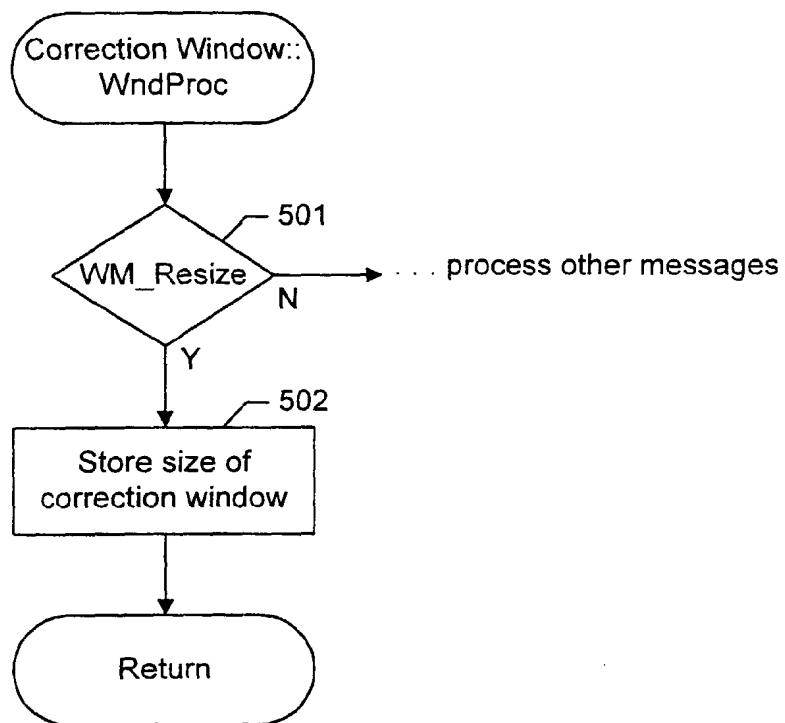 Correction Window::
WndProc
501
WM_Resize
N
. . . process other messages
Y
502
Store size of
correction window
Return